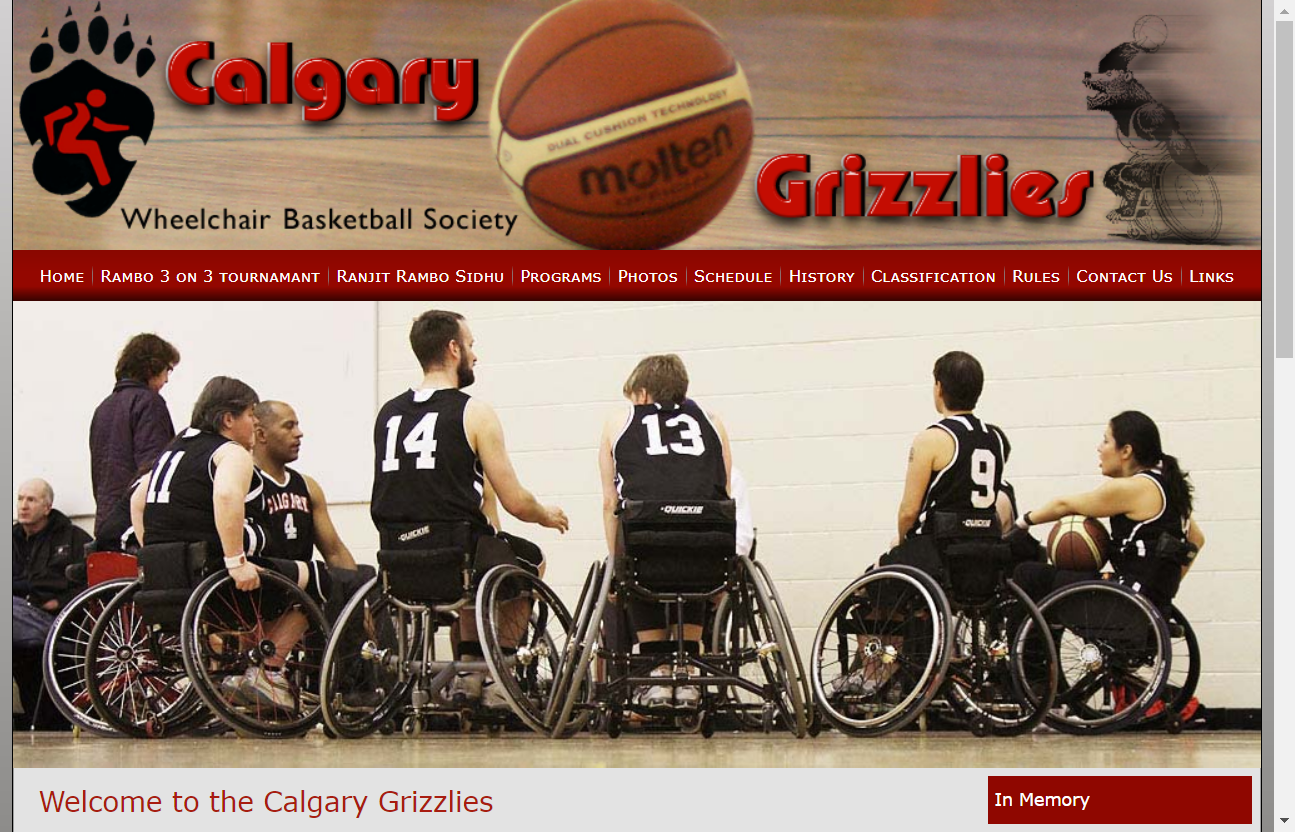 Calgary
DUAL CUSHION TECHNOLOGY
molten
Grizzlies
Wheelchair Basketball Society
Home Rambo 3 on 3 tournamant Ranjit Rambo Sidhu Programs Photos Schedule History Classification Rules Contact Us Links
14
13
11
9
CALGARY
4
QUICKIE
QUICKIE
QUICKIE
Welcome to the Calgary Grizzlies
In Memory